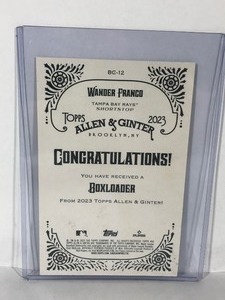 BC-12
WANDER FRANCO
TAMPA BAY RAYS®
SHORTSTOP
TOPPS 2023
ALLEN & GINTER
BROOKLYN, NY
CONGRATULATIONS!
YOU HAVE RECEIVED A
BOXLOADER
FROM 2023 TOPPS ALLEN & GINTER!
topps